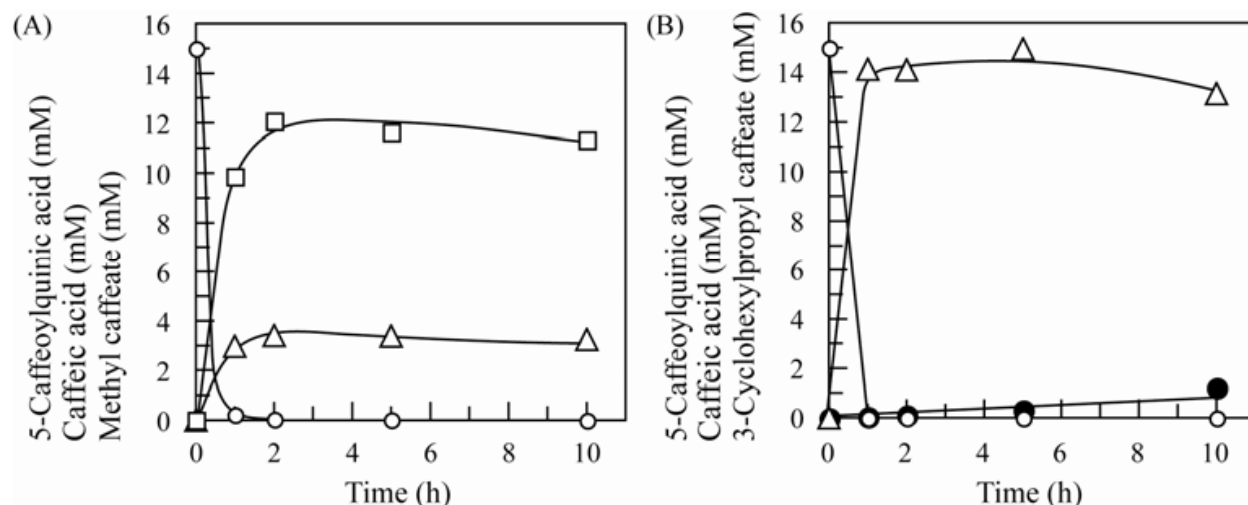 (A)
5-Caffeoylquinic acid (mM)
Caffeic acid (mM)
Methyl caffeate (mM)
16
14
12
10
8
6
4
2
0
0 2 4 6 8 10
Time (h)
(B)
5-Caffeoylquinic acid (mM)
Caffeic acid (mM)
3-Cyclohexylpropyl caffeate (mM)
16
14
12
10
8
6
4
2
0
0 2 4 6 8 10
Time (h)